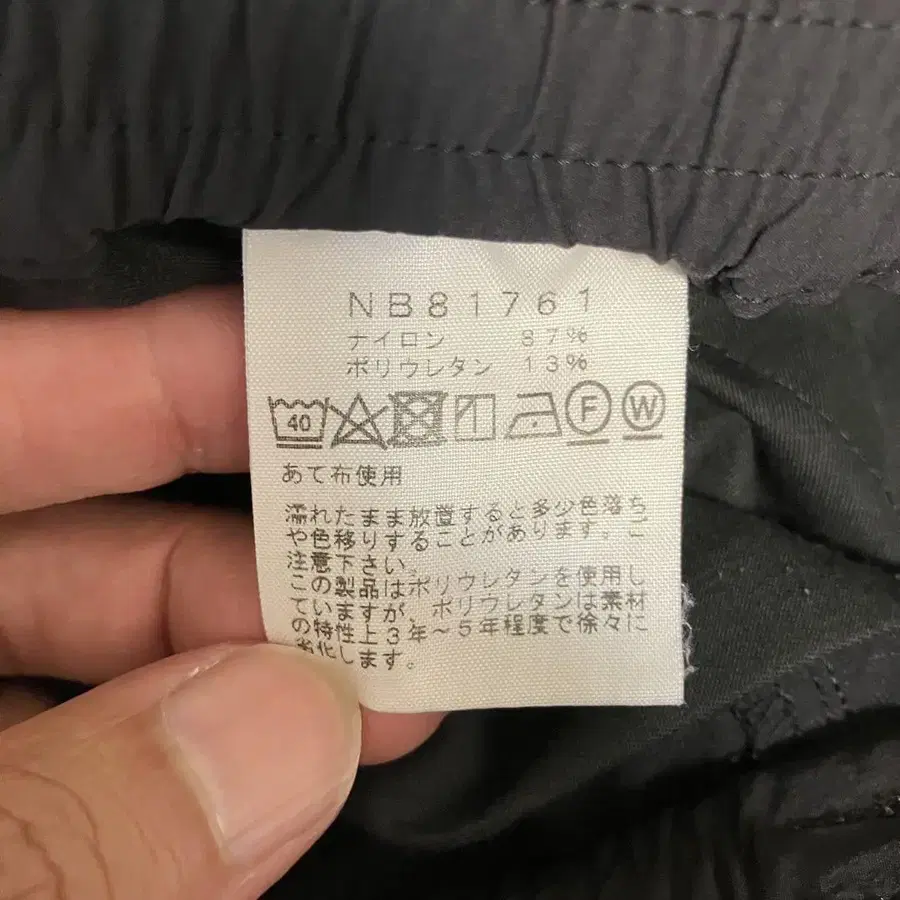 NB81761
ナイロン 87%
ポリウレタン 13%
40 F W
あて布使用
濡れたまま放置すると多少色落ち
や色移りすることがあります。ご
注意下さい。
この製品はポリウレタンを使用し
ていますが、ポリウレタンは素材
の特性上3年~5年程度で徐々に
劣化します。